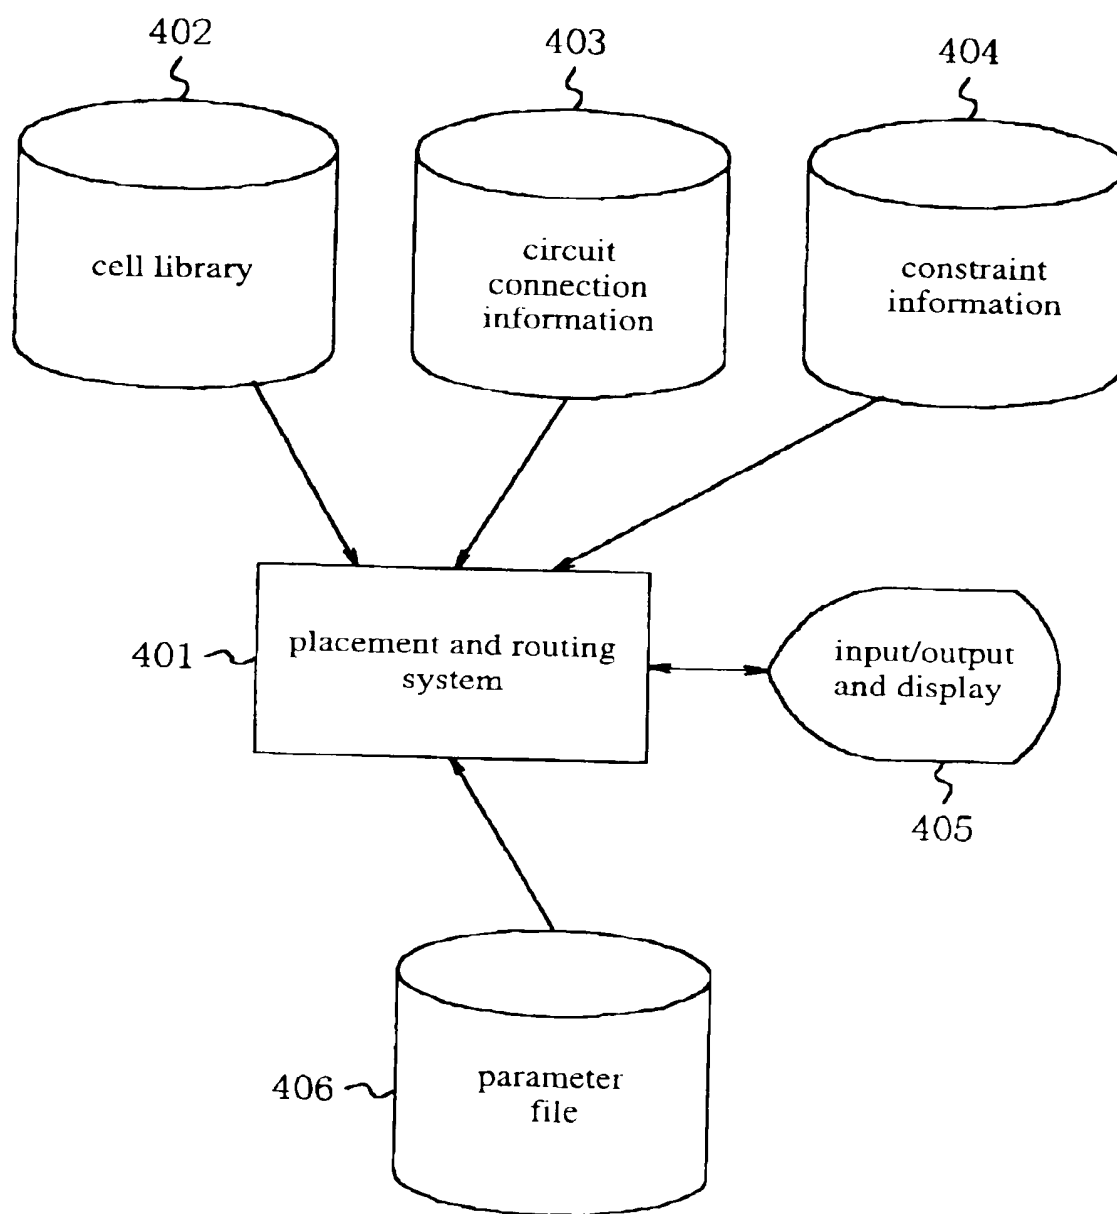 402
403
404
cell library
circuit
connection
information
constraint
information
401
placement and routing
system
input/output
and display
405
406
parameter
file